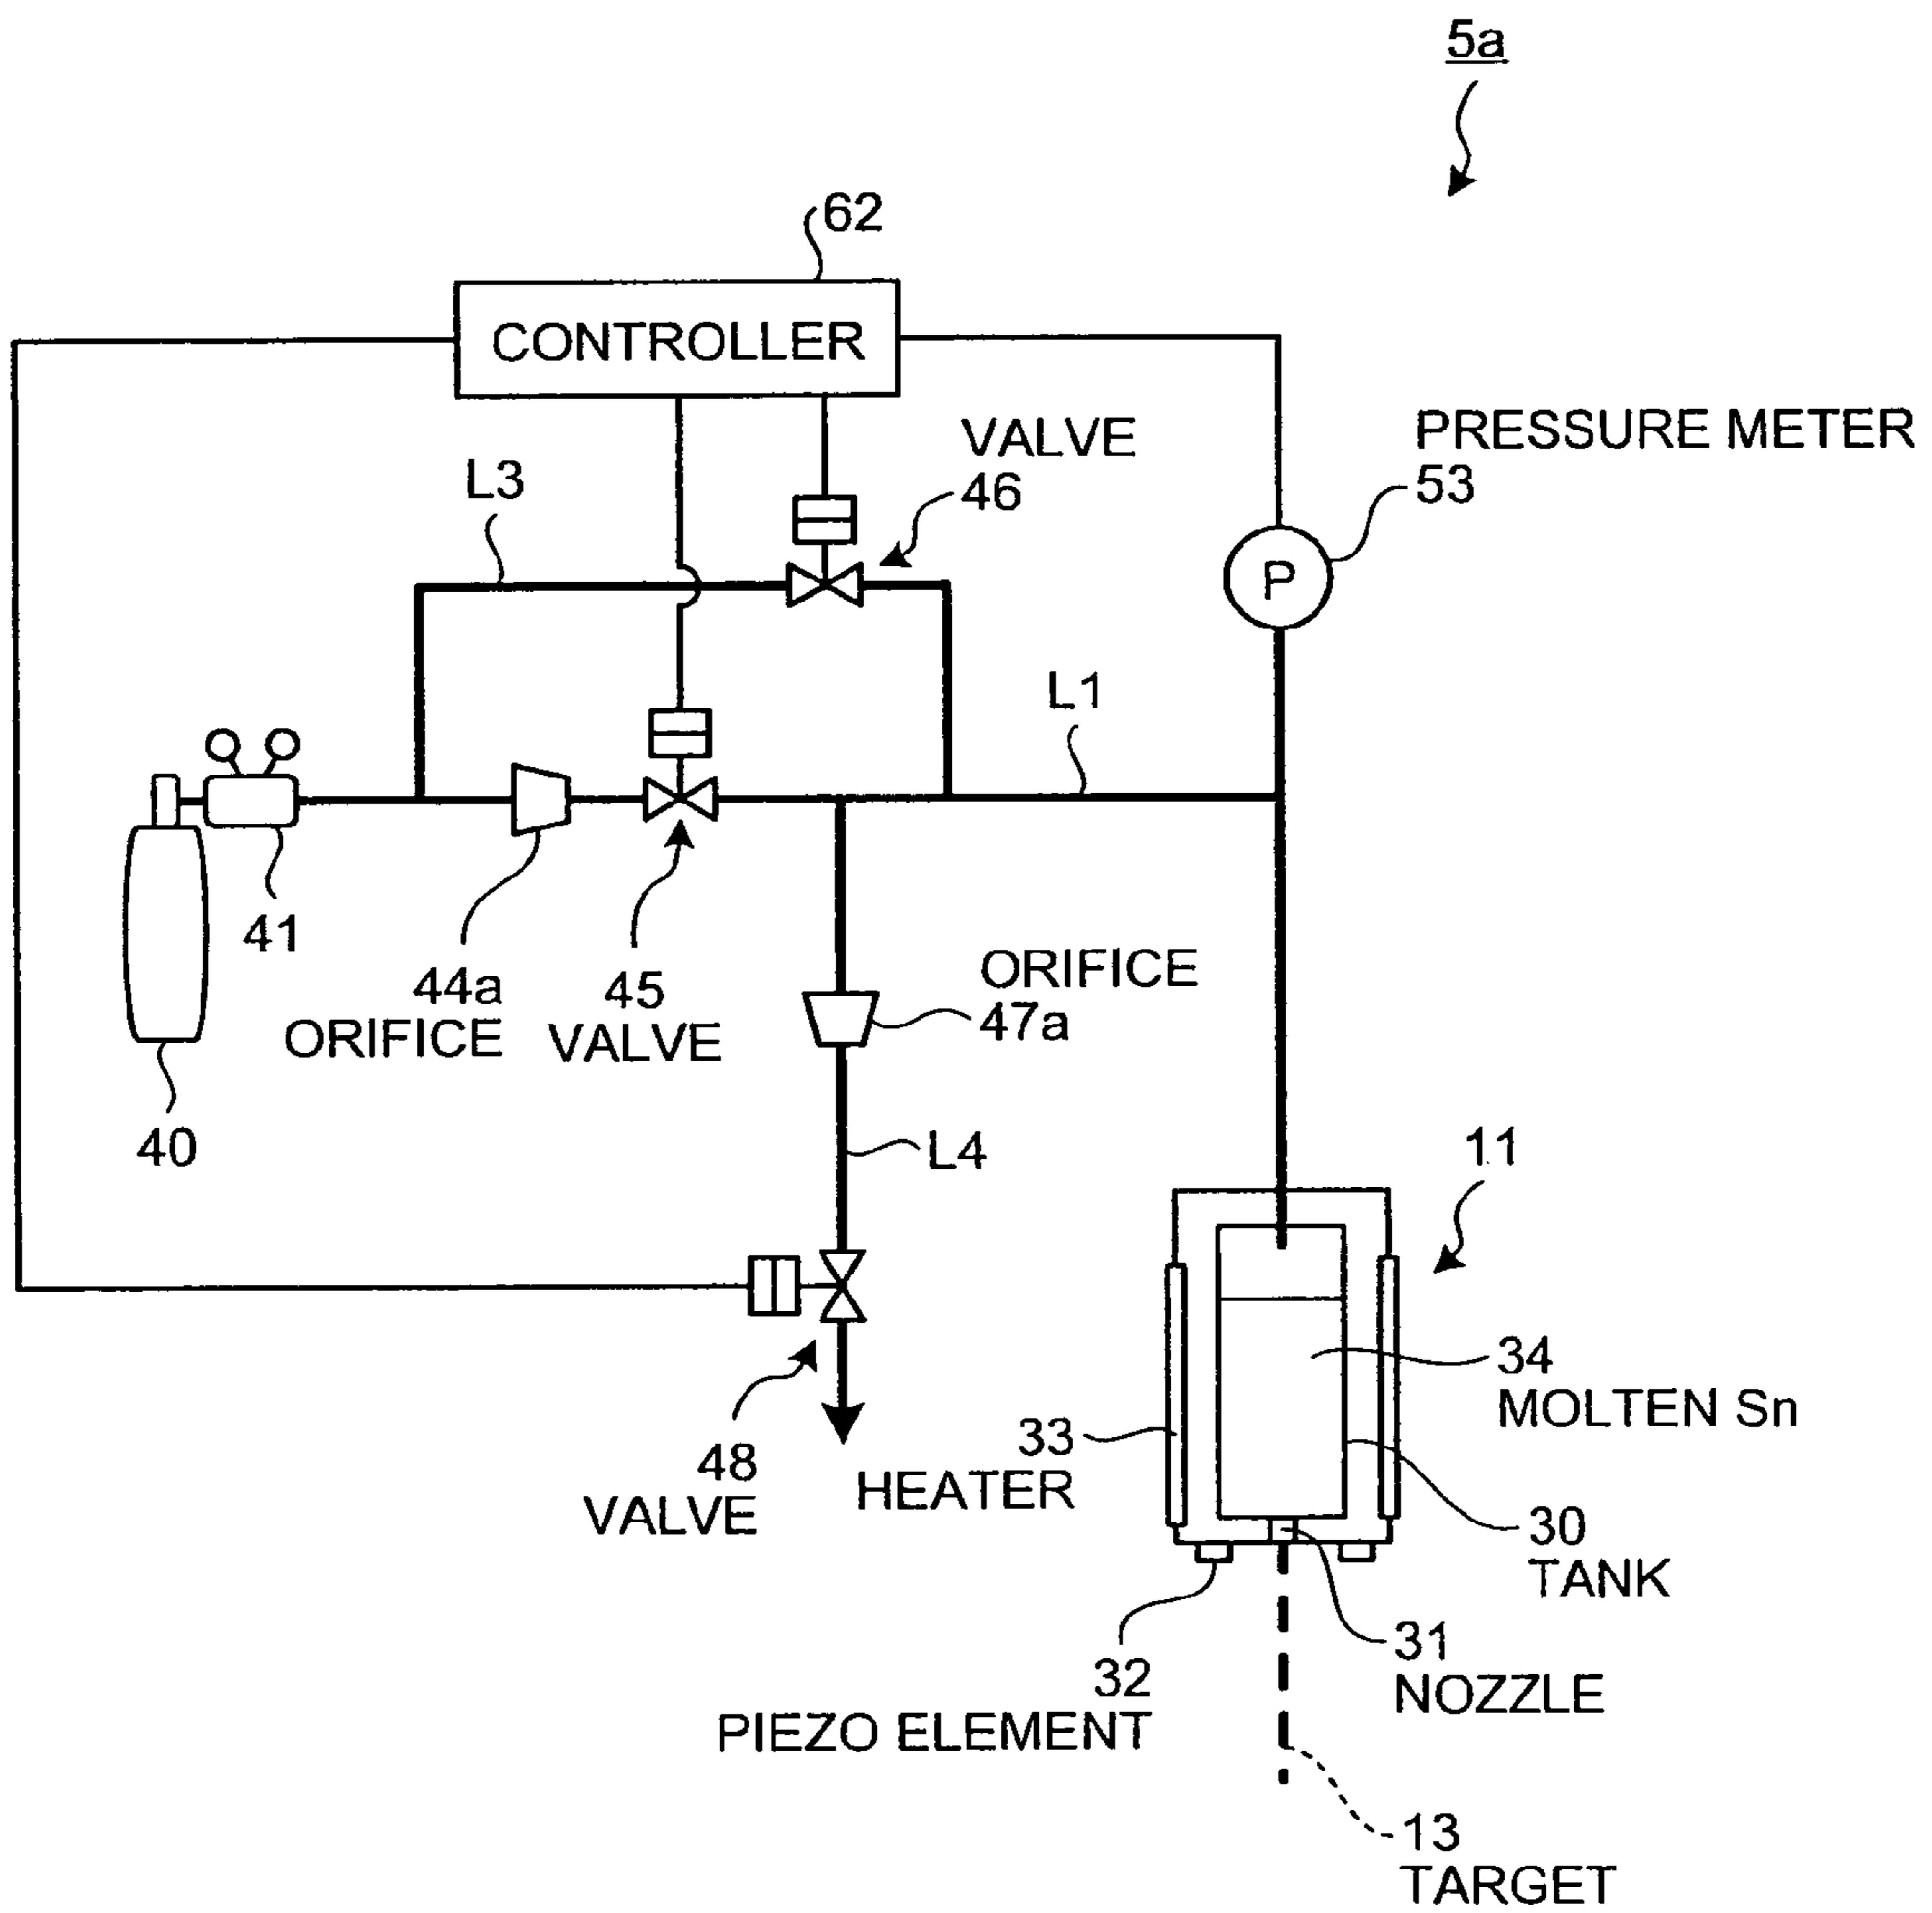 5a
62
CONTROLLER
VALVE
46
PRESSURE METER
53
L3
P
L1
41
44a
ORIFICE
45
VALVE
ORIFICE
47a
40
L4
11
34
MOLTEN Sn
33
HEATER
48
VALVE
30
TANK
31
NOZZLE
32
PIEZO ELEMENT
13
TARGET